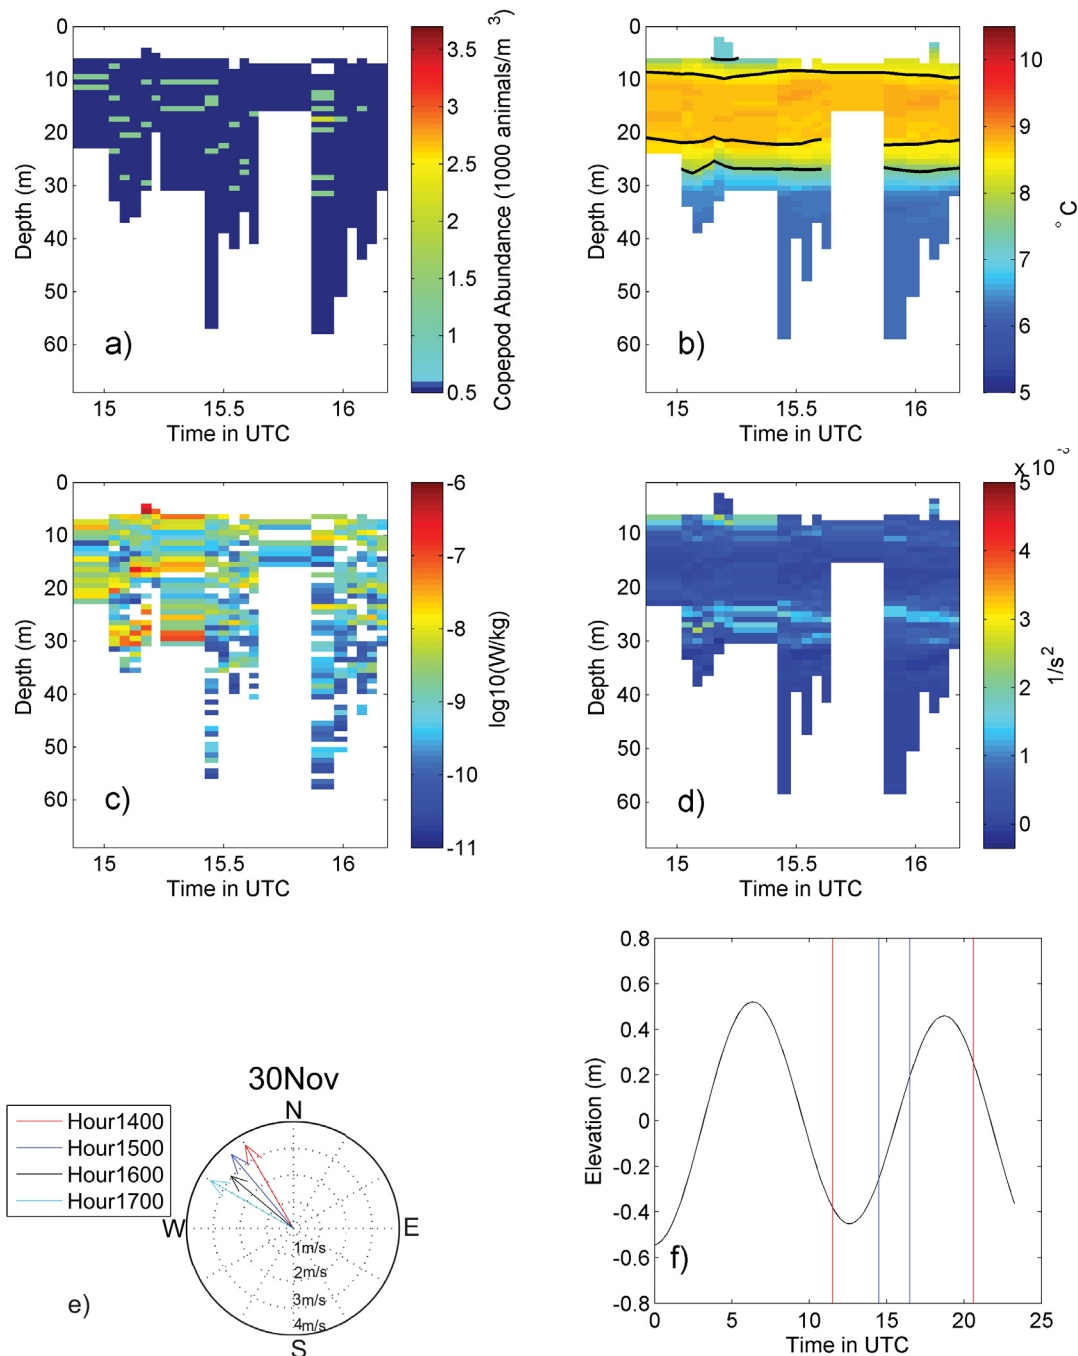 0
10
20
30
40
50
60
Depth (m)
a)
15
15.5
16
Time in UTC
3.5
3
2.5
2
1.5
1
0.5
Copepod Abundance (1000 animals/m 3)
0
10
20
30
40
50
60
Depth (m)
b)
15
15.5
16
Time in UTC
10
9
8
7
6
5
° C
0
10
20
30
40
50
60
Depth (m)
c)
15
15.5
16
Time in UTC
-6
-7
-8
-9
-10
-11
log10(W/kg)
0
10
20
30
40
50
60
Depth (m)
d)
15
15.5
16
Time in UTC
x 10
5
4
3
2
1
0
1/s²
30Nov
Hour1400
Hour1500
Hour1600
Hour1700
N
W
E
S
1m/s
2m/s
3m/s
4m/s
e)
0.8
0.6
0.4
0.2
0
-0.2
-0.4
-0.6
-0.8
Elevation (m)
f)
0
5
10
15
20
25
Time in UTC